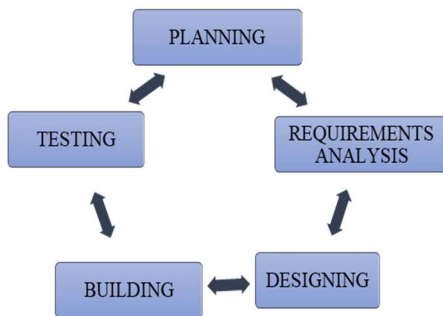 PLANNING
TESTING
REQUIREMENTS
ANALYSIS
BUILDING
DESIGNING